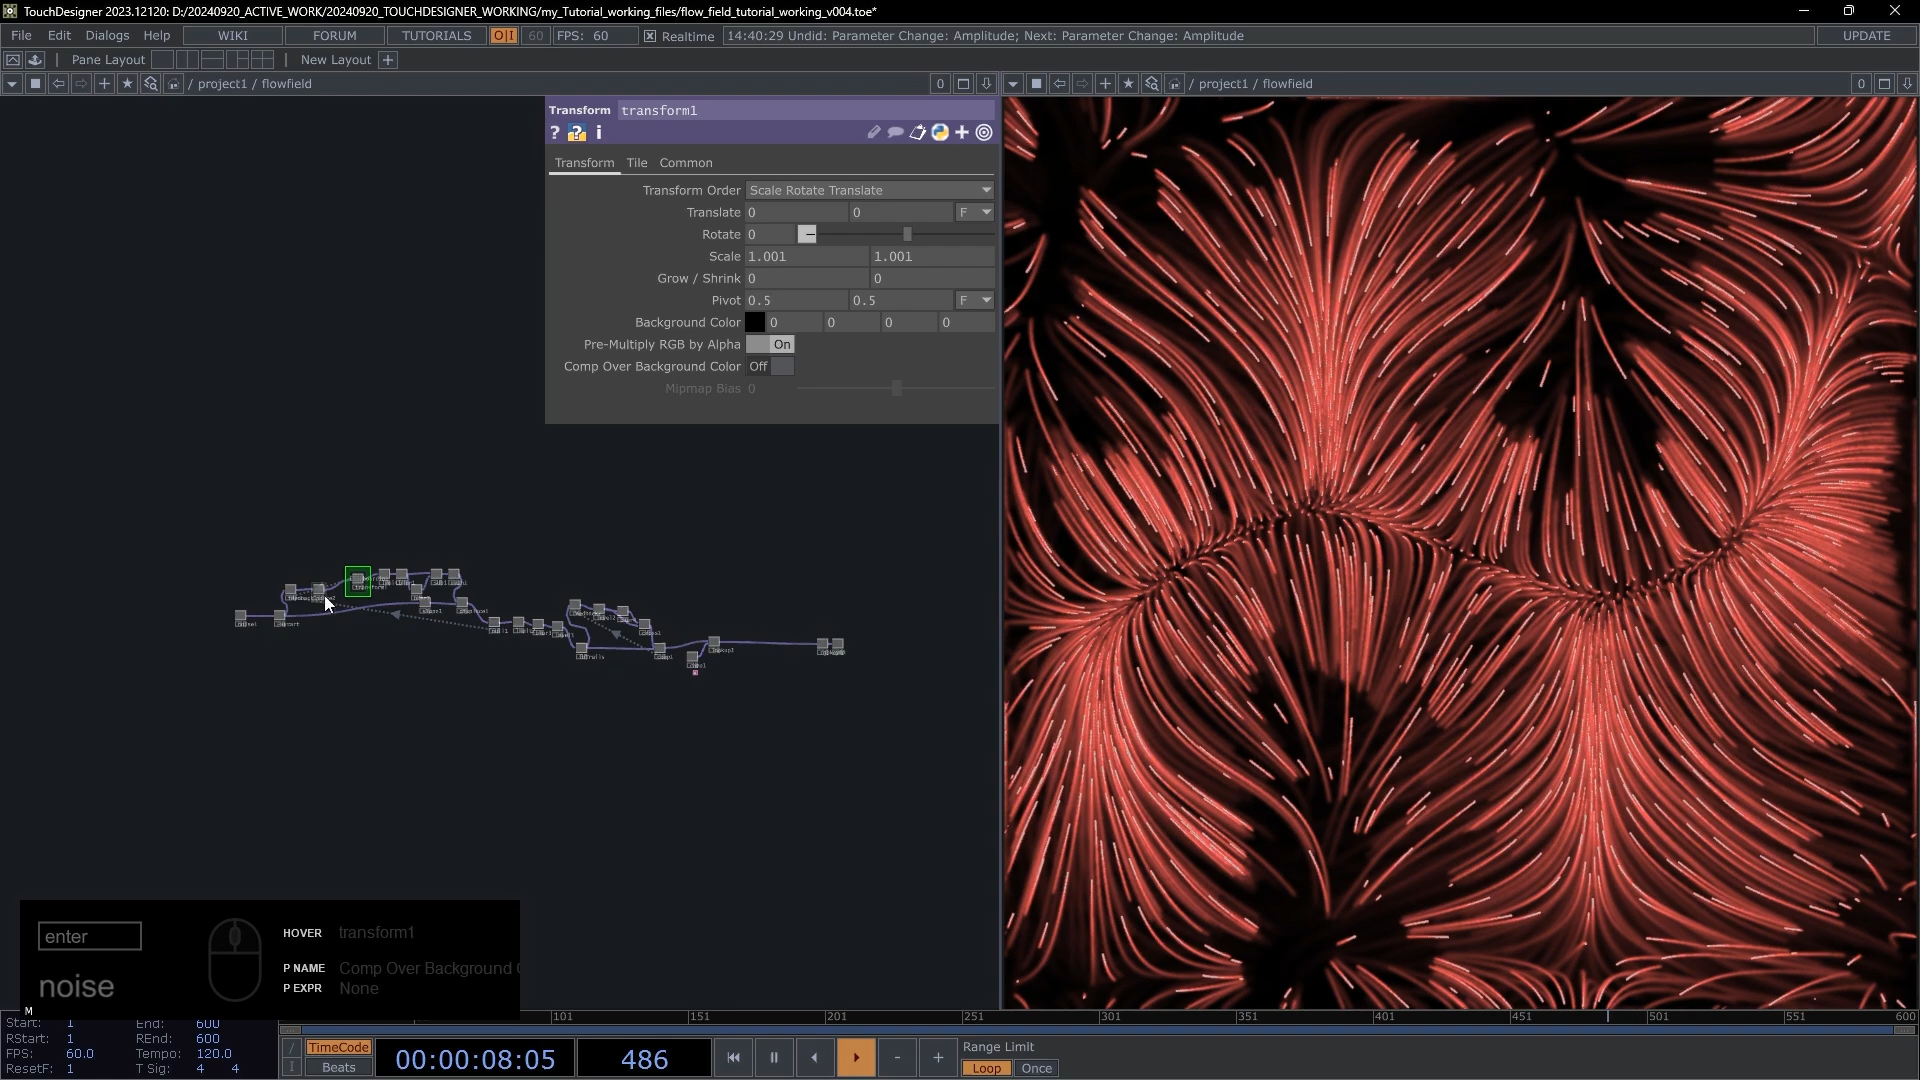 TouchDesigner 2023.12120: D:/20240920_ACTIVE_WORK/20240920_TOUCHDESIGNER_WORKING/my_Tutorial_working_files/flow_field_tutorial_working_v004.toe*
File Edit Dialogs Help WIKI FORUM TUTORIALS O|I 60 FPS: 60 Realtime 14:40:29 Undid: Parameter Change: Amplitude; Next: Parameter Change: Amplitude UPDATE
Pane Layout New Layout +
/ project1 / flowfield 0
/ project1 / flowfield 0
Transform transform1
? ? i
Transform Tile Common
Transform Order Scale Rotate Translate
Translate 0 0 F
Rotate 0
Scale 1.001 1.001
Grow / Shrink 0 0
Pivot 0.5 0.5 F
Background Color 0 0 0 0
Pre-Multiply RGB by Alpha On
Comp Over Background Color Off
Mipmap Bias 0
enter
noise
M
HOVER transform1
P NAME Comp Over Background
P EXPR None
101 151 201 251 301 351 401 451 501 551 600
Start: 1 End: 600
RStart: 1 REnd: 600
FPS: 60.0 Tempo: 120.0
ResetF: 1 T Sig: 4 4
TimeCode
Beats
00:00:08:05
486
- +
Range Limit
Loop Once